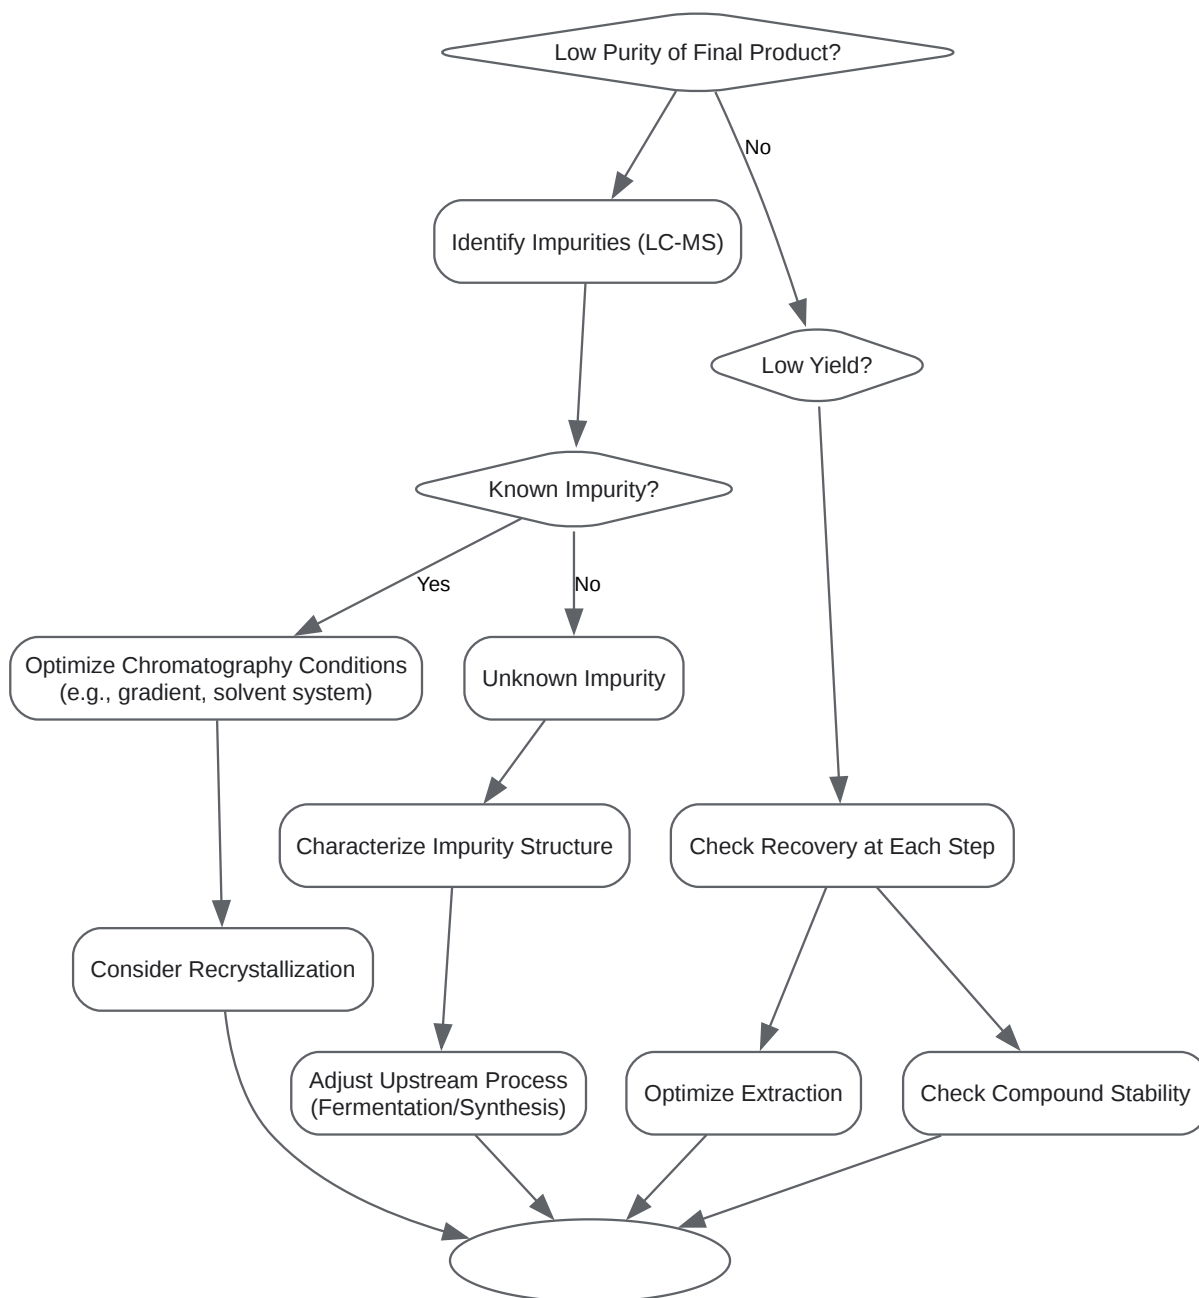 Low Purity of Final Product?
No
Identify Impurities (LC-MS)
Low Yield?
Known Impurity?
Yes
No
Optimize Chromatography Conditions
(e.g., gradient, solvent system)
Unknown Impurity
Characterize Impurity Structure
Check Recovery at Each Step
Consider Recrystallization
Adjust Upstream Process
(Fermentation/Synthesis)
Optimize Extraction
Check Compound Stability